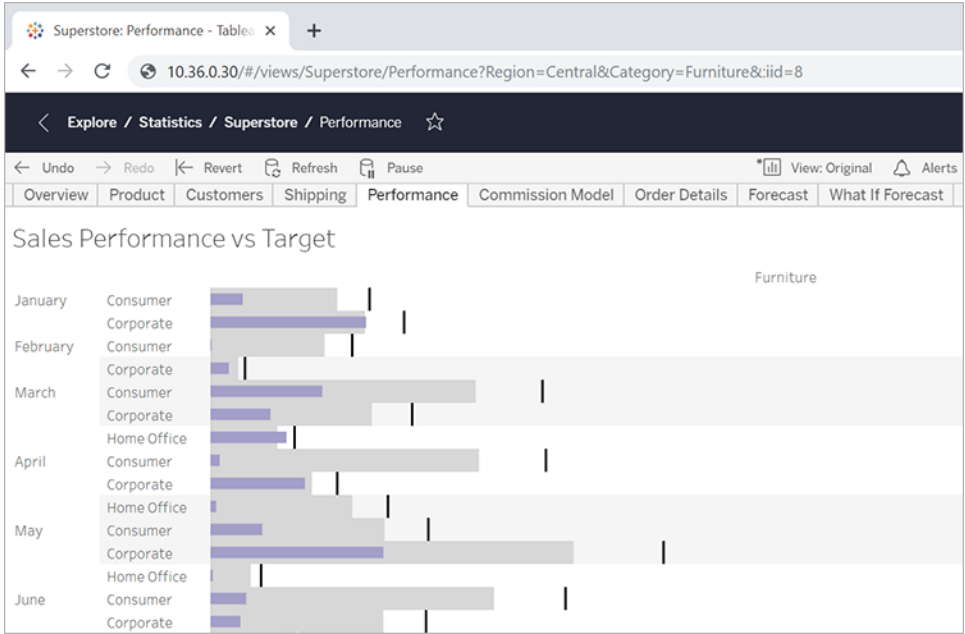 Superstore: Performance - Tablea
10.36.0.30/#/views/Superstore/Performance?Region=Central&Category=Furniture&:iid=8
Explore / Statistics / Superstore / Performance
Undo Redo Revert Refresh Pause View: Original Alerts
Overview Product Customers Shipping Performance Commission Model Order Details Forecast What If Forecast
Sales Performance vs Target
Furniture
January Consumer
Corporate
February Consumer
Corporate
March Consumer
Corporate
Home Office
April Consumer
Corporate
Home Office
May Consumer
Corporate
Home Office
June Consumer
Corporate